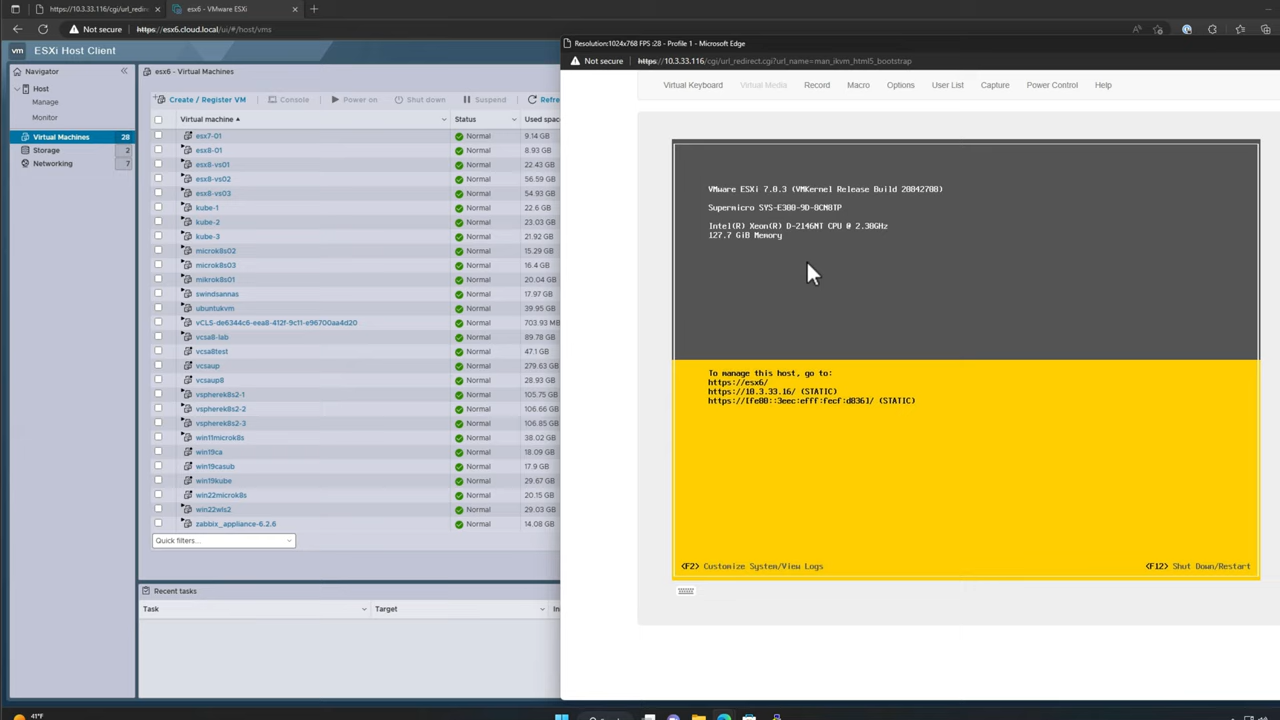 https://10.3.33.116/cgi/url_redire
esx6 - VMware ESXi
Not secure
https://esx6.cloud.local/ui/#/host/vms
vm
ESXi Host Client
Navigator
Host
Manage
Monitor
Virtual Machines 28
Storage 2
Networking 7
esx6 - Virtual Machines
Create / Register VM
Console
Power on
Shut down
Suspend
Refre
Virtual machine
Status
Used space
esx7-01 Normal 9.14 GB
esx8-01 Normal 8.93 GB
esx8-vs01 Normal 22.43 GB
esx8-vs02 Normal 56.59 GB
esx8-vs03 Normal 54.93 GB
kube-1 Normal 22.6 GB
kube-2 Normal 23.03 GB
kube-3 Normal 21.92 GB
microk8s02 Normal 15.29 GB
microk8s03 Normal 16.4 GB
mikrok8s01 Normal 20.04 GB
swindsannas Normal 17.97 GB
ubuntukvm Normal 39.95 GB
vCLS-de6344c6-eea8-412f-9c11-e96700aa4d20 Normal 703.93 MB
vcsa8-lab Normal 89.78 GB
vcsa8test Normal 47.1 GB
vcsaup Normal 279.63 GB
vcsaup8 Normal 28.93 GB
vspherek8s2-1 Normal 105.75 GB
vspherek8s2-2 Normal 106.66 GB
vspherek8s2-3 Normal 106.85 GB
win11microk8s Normal 38.02 GB
win19ca Normal 18.09 GB
win19casub Normal 17.9 GB
win19kube Normal 29.67 GB
win22microk8s Normal 20.15 GB
win22wls2 Normal 29.03 GB
zabbix_appliance-6.2.6 Normal 14.08 GB
Quick filters...
Recent tasks
Task
Target
In
Resolution:1024x768 FPS :28 - Profile 1 - Microsoft Edge
Not secure
https://10.3.33.116/cgi/url_redirect.cgi?url_name=man_ikvm_html5_bootstrap
Virtual Keyboard
Virtual Media
Record
Macro
Options
User List
Capture
Power Control
Help
VMware ESXi 7.0.3 (VMKernel Release Build 20842708)
Supermicro SYS-E300-9D-8CN8TP
Intel(R) Xeon(R) D-2146NT CPU @ 2.30GHz
127.7 GiB Memory
To manage this host, go to:
https://esx6/
https://10.3.33.16/ (STATIC)
https://[fe80::3eec:efff:fecf:d836]/ (STATIC)
<F2> Customize System/View Logs
<F12> Shut Down/Restart
41°F